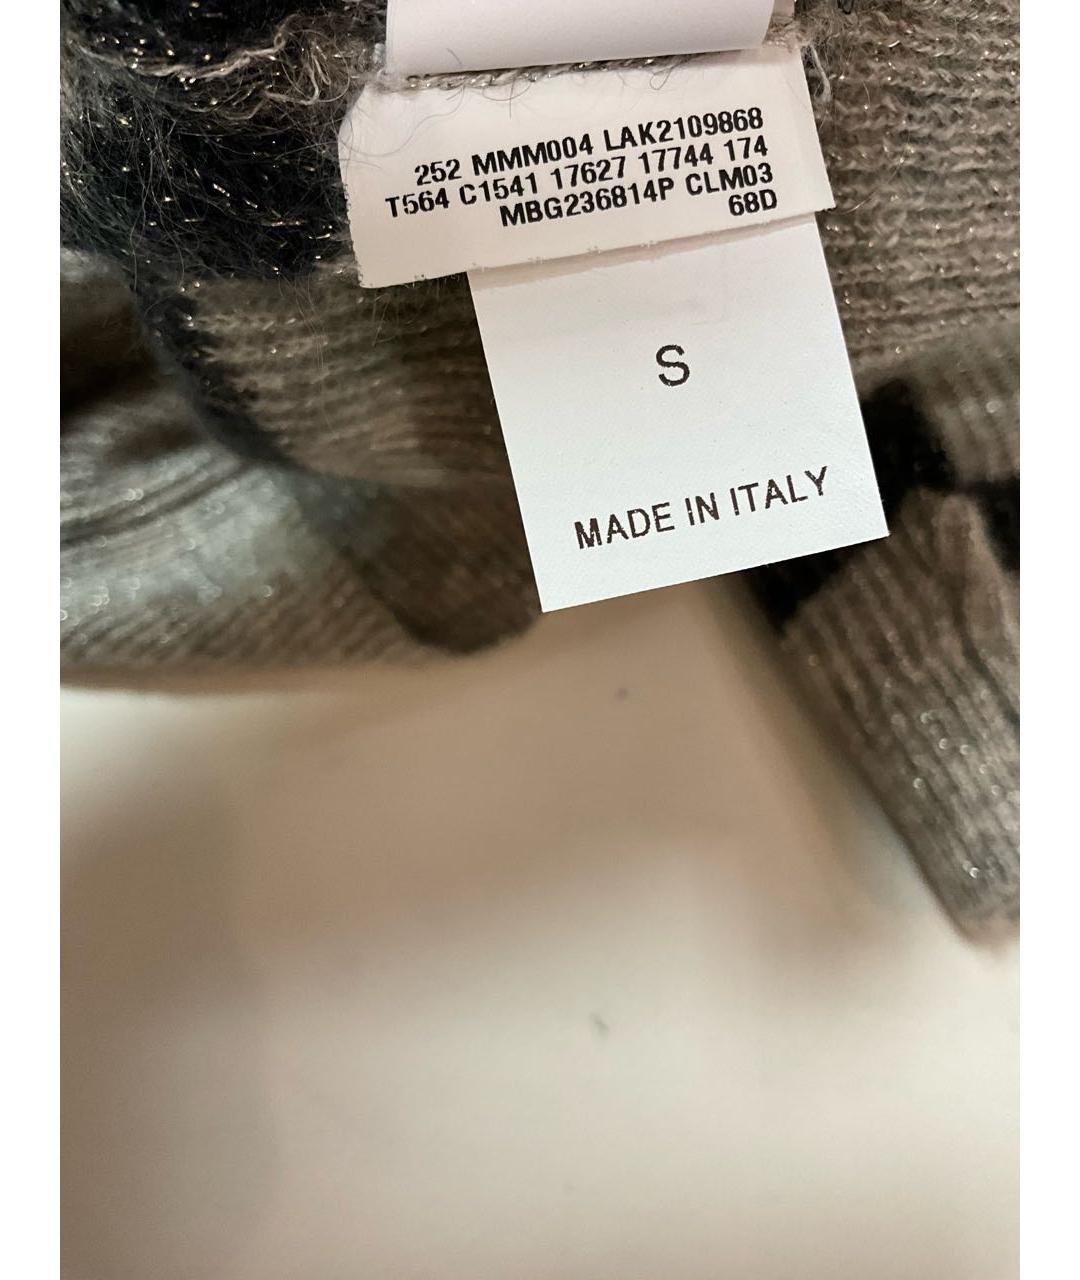 252 MMM004 LAK2109868
T564 C1541 17627 17744 174
MBG236814P CLM03
68D
S
MADE IN ITALY